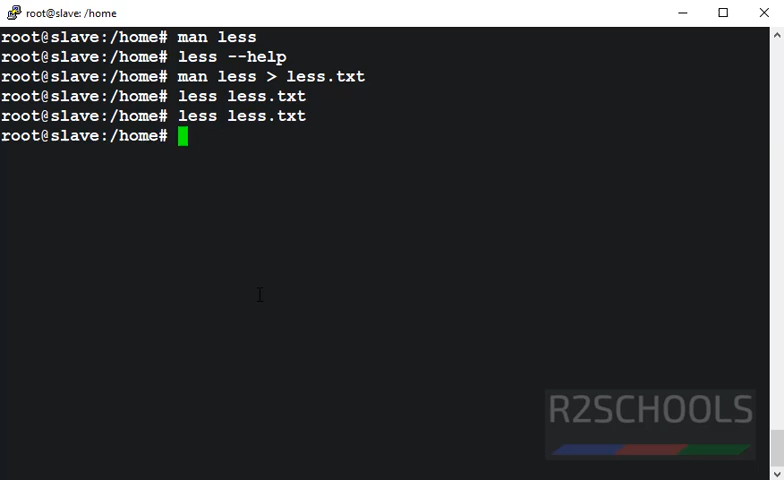 root@slave: /home
root@slave:/home# man less
root@slave:/home# less --help
root@slave:/home# man less > less.txt
root@slave:/home# less less.txt
root@slave:/home# less less.txt
root@slave:/home#
R2SCHOOLS